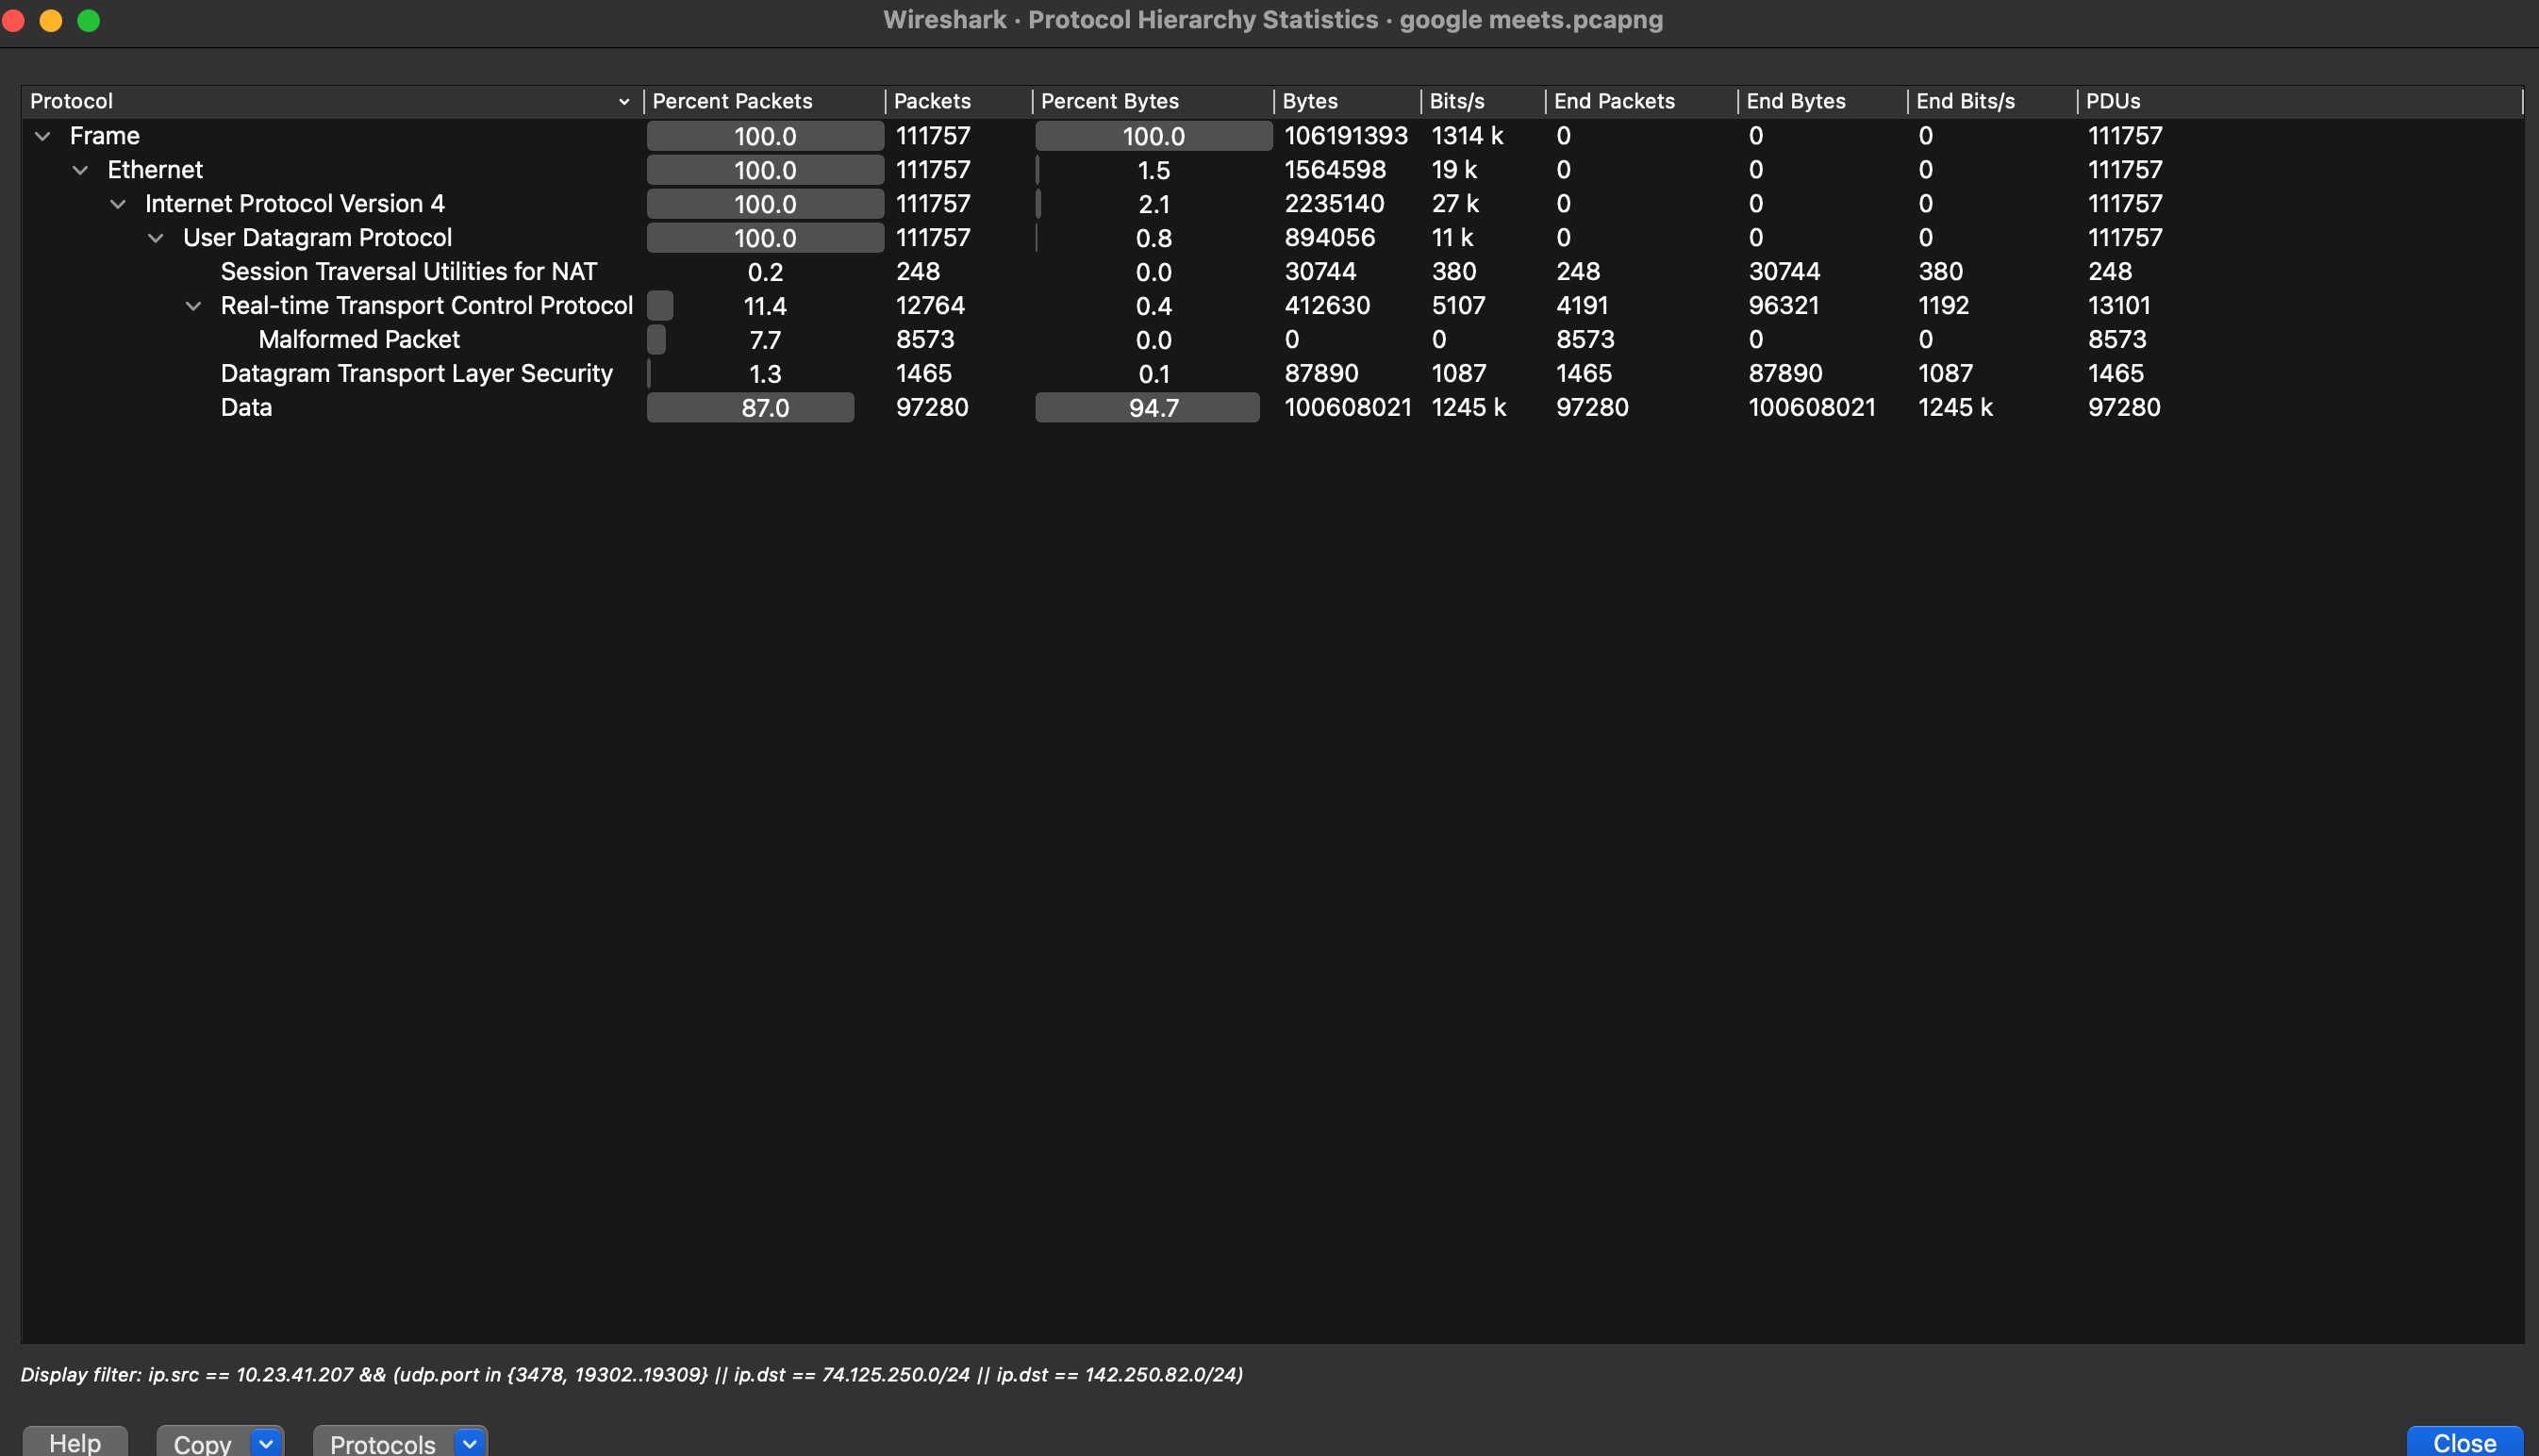 Wireshark · Protocol Hierarchy Statistics · google meets.pcapng
Protocol Percent Packets Packets Percent Bytes Bytes Bits/s End Packets End Bytes End Bits/s PDUs
Frame 100.0 111757 100.0 106191393 1314 k 0 0 0 111757
Ethernet 100.0 111757 1.5 1564598 19 k 0 0 0 111757
Internet Protocol Version 4 100.0 111757 2.1 2235140 27 k 0 0 0 111757
User Datagram Protocol 100.0 111757 0.8 894056 11 k 0 0 0 111757
Session Traversal Utilities for NAT 0.2 248 0.0 30744 380 248 30744 380 248
Real-time Transport Control Protocol 11.4 12764 0.4 412630 5107 4191 96321 1192 13101
Malformed Packet 7.7 8573 0.0 0 0 8573 0 0 8573
Datagram Transport Layer Security 1.3 1465 0.1 87890 1087 1465 87890 1087 1465
Data 87.0 97280 94.7 100608021 1245 k 97280 100608021 1245 k 97280
Display filter: ip.src == 10.23.41.207 && (udp.port in {3478, 19302..19309} || ip.dst == 74.125.250.0/24 || ip.dst == 142.250.82.0/24)
Help Copy Protocols Close